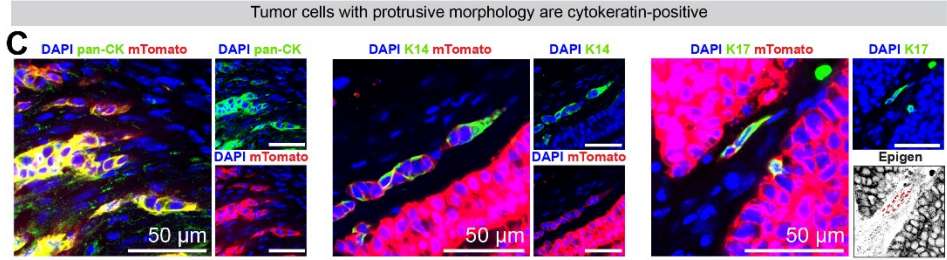 Tumor cells with protrusive morphology are cytokeratin-positive
C
DAPI pan-CK mTomato
DAPI pan-CK
DAPI mTomato
50 µm
DAPI K14 mTomato
DAPI K14
DAPI mTomato
50 µm
DAPI K17 mTomato
DAPI K17
Epigen
50 µm